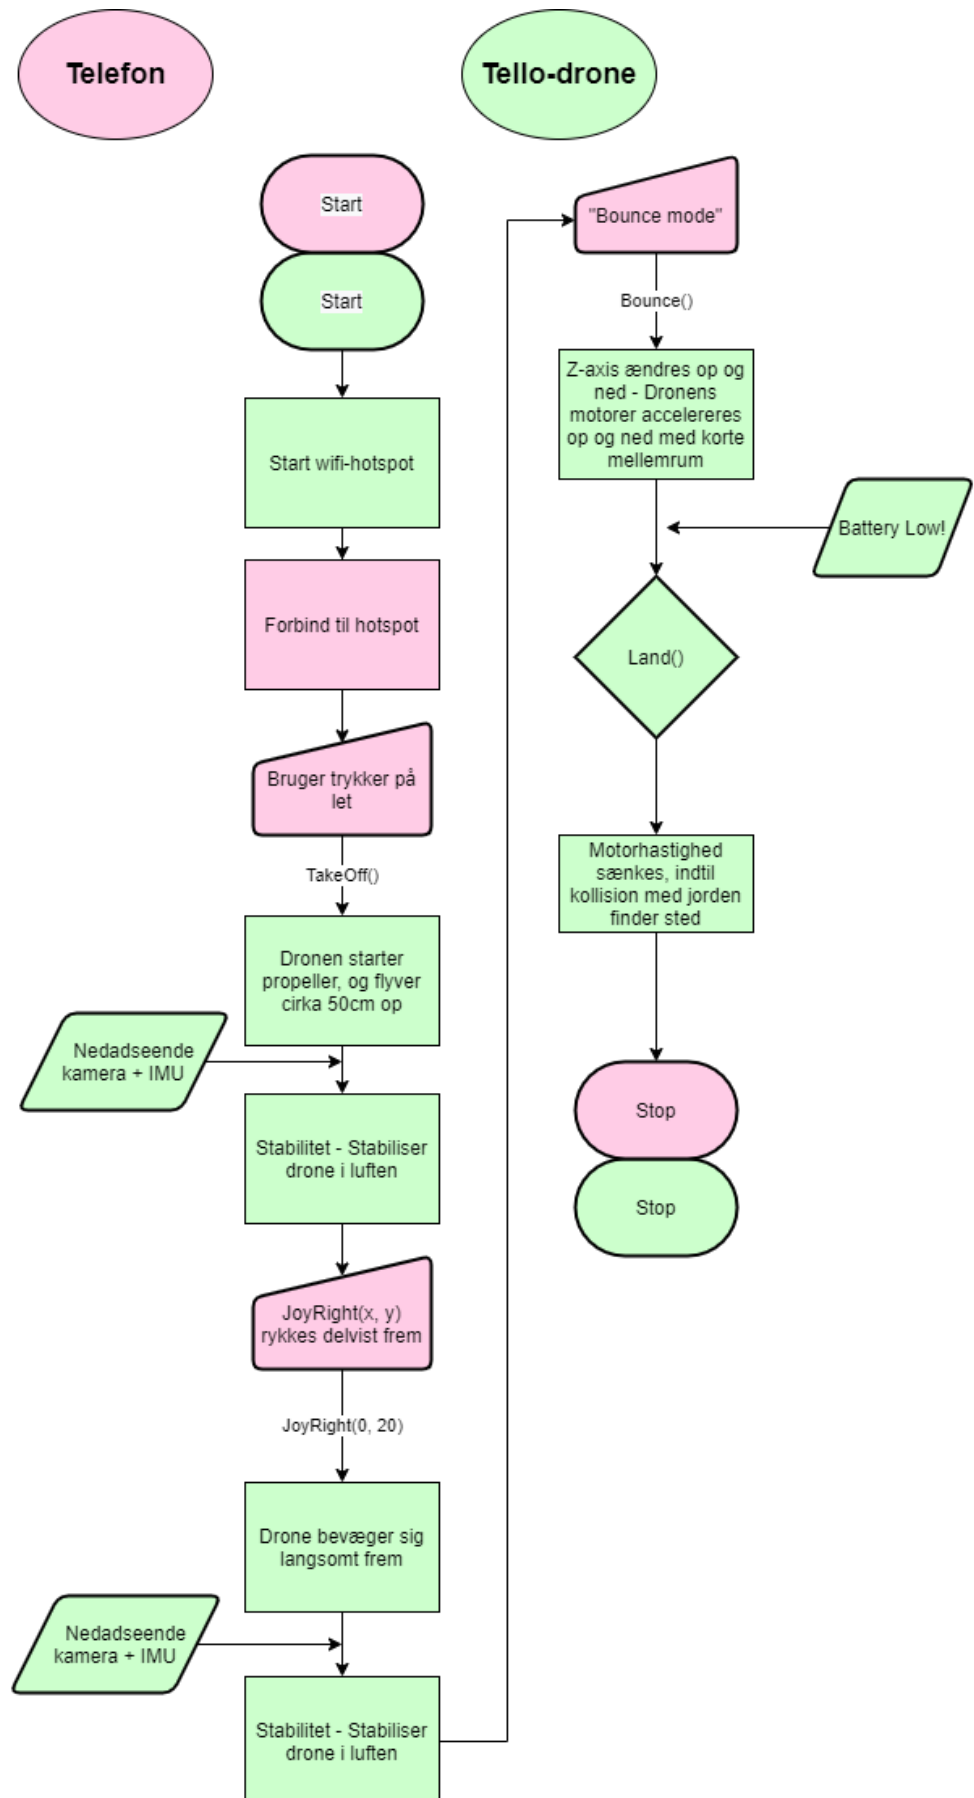 Telefon
Tello-drone
Start
Start
Start wifi-hotspot
Forbind til hotspot
Bruger trykker på
let
TakeOff()
Dronen starter
propeller, og flyver
cirka 50cm op
Nedadseende
kamera + IMU
Stabilitet - Stabiliser
drone i luften
JoyRight(x, y)
rykkes delvist frem
JoyRight(0, 20)
Drone bevæger sig
langsomt frem
Nedadseende
kamera + IMU
Stabilitet - Stabiliser
drone i luften
"Bounce mode"
Bounce()
Z-axis ændres op og
ned - Dronens
motorer accelereres
op og ned med korte
mellemrum
Battery Low!
Land()
Motorhastighed
sænkes, indtil
kollision med jorden
finder sted
Stop
Stop